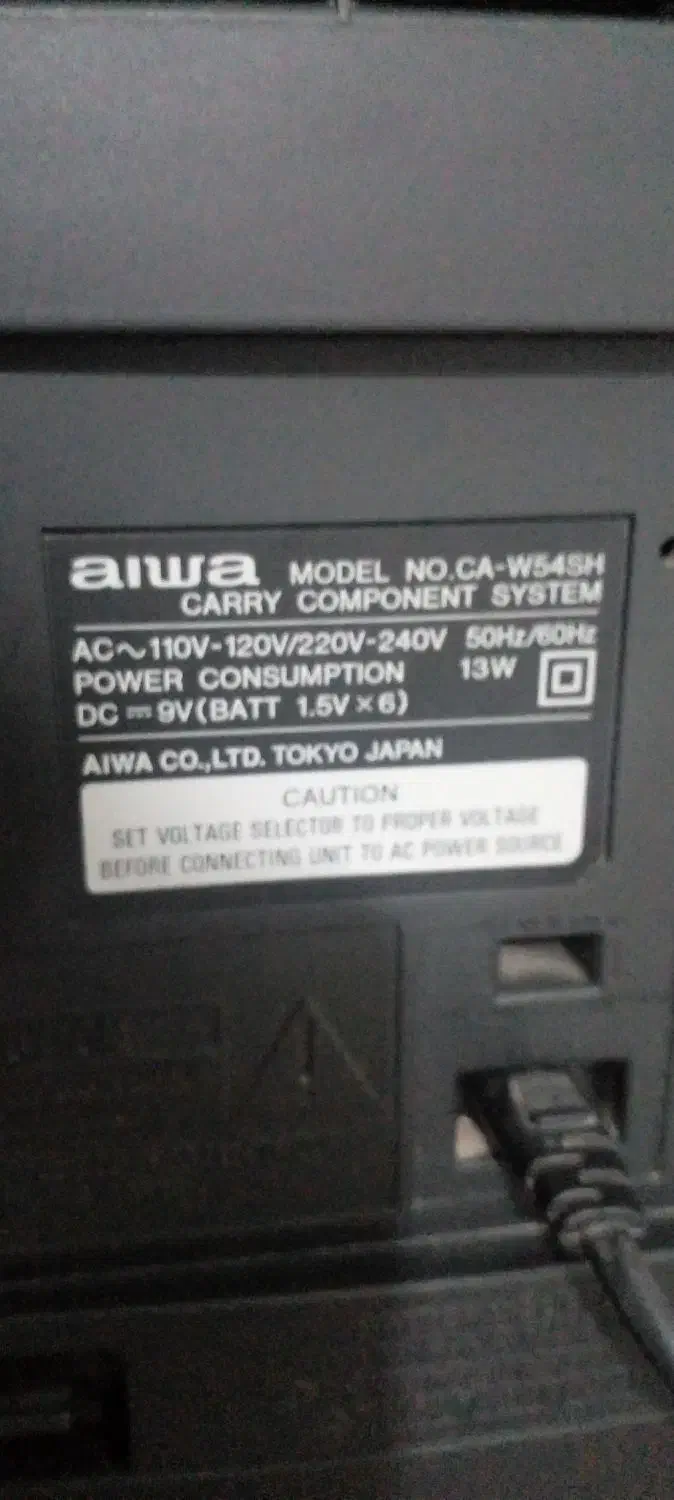 aiwa MODEL NO.CA-W54SH
CARRY COMPONENT SYSTEM
AC～110V-120V/220V-240V 50Hz/60Hz
POWER CONSUMPTION 13W
DC ⎓ 9V(BATT 1.5V×6)
AIWA CO.,LTD. TOKYO JAPAN
CAUTION
SET VOLTAGE SELECTOR TO PROPER VOLTAGE
BEFORE CONNECTING UNIT TO AC POWER SOURCE